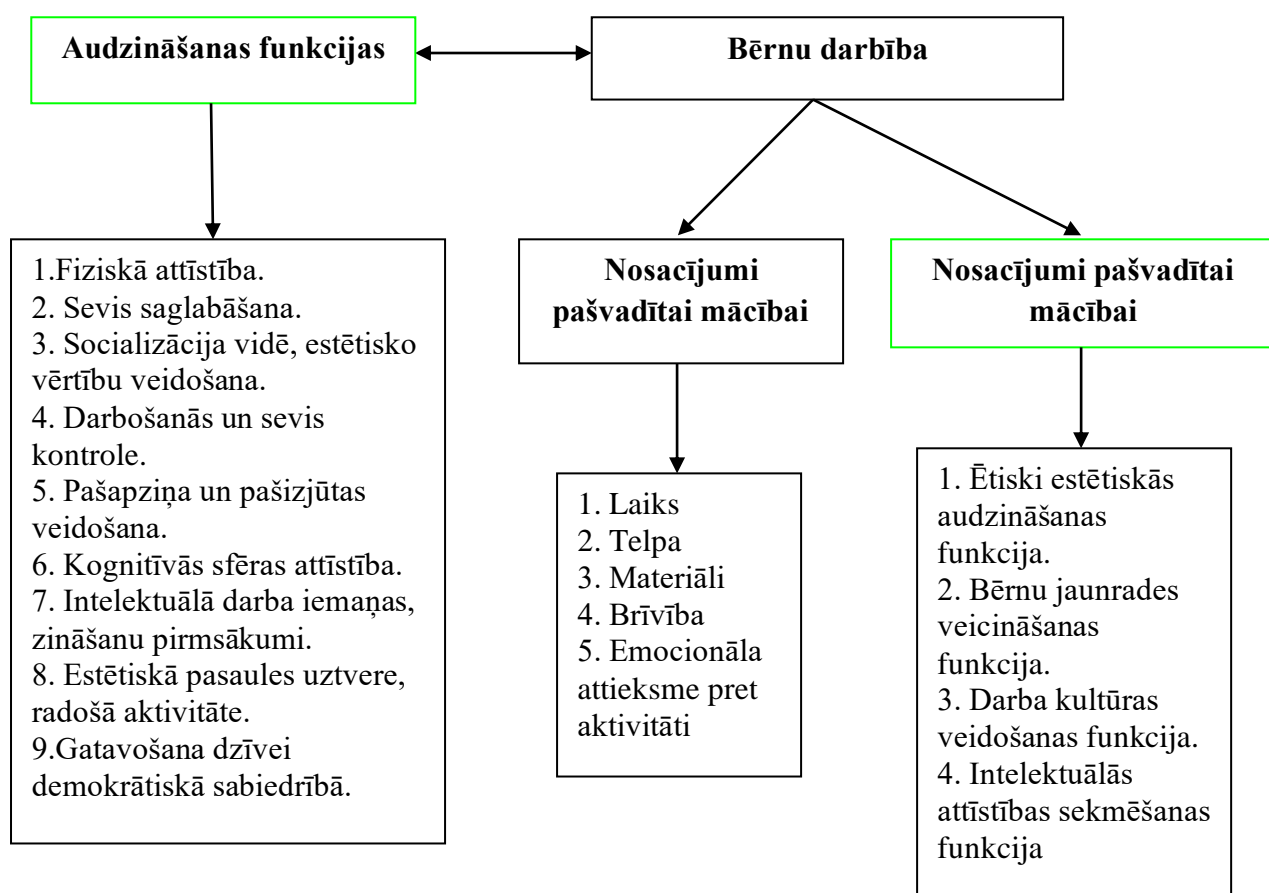 Audzināšanas funkcijas
Bērnu darbība
1.Fiziskā attīstība.
2. Sevis saglabāšana.
3. Socializācija vidē, estētisko
vērtību veidošana.
4. Darbošanās un sevis
kontrole.
5. Pašapziņa un pašizjūtas
veidošana.
6. Kognitīvās sfēras attīstība.
7. Intelektuālā darba iemaņas,
zināšanu pirmsākumi.
8. Estētiskā pasaules uztvere,
radošā aktivitāte.
9.Gatavošana dzīvei
demokrātiskā sabiedrībā.
Nosacījumi
pašvadītai mācībai
1. Laiks
2. Telpa
3. Materiāli
4. Brīvība
5. Emocionāla
attieksme pret
aktivitāti
Nosacījumi pašvadītai
mācībai
1. Ētiski estētiskās
audzināšanas
funkcija.
2. Bērnu jaunrades
veicināšanas
funkcija.
3. Darba kultūras
veidošanas funkcija.
4. Intelektuālās
attīstības sekmēšanas
funkcija